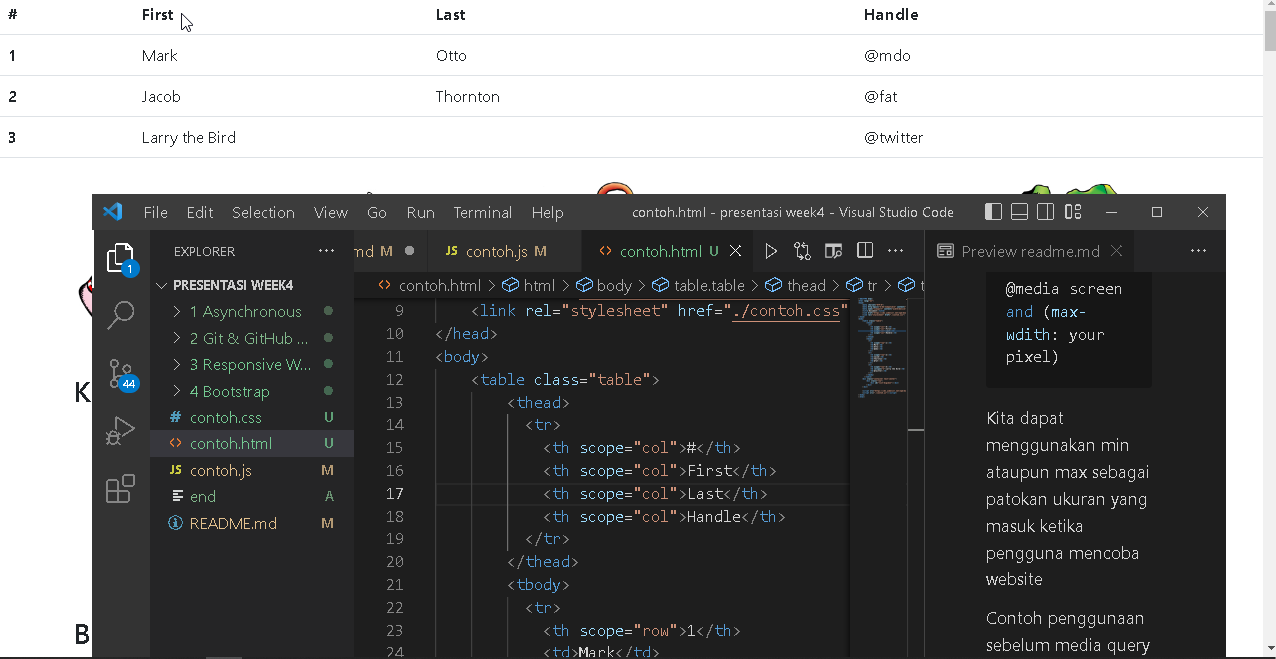 # First Last Handle
1 Mark Otto @mdo
2 Jacob Thornton @fat
3 Larry the Bird @twitter
File Edit Selection View Go Run Terminal Help contoh.html - presentasi week4 - Visual Studio Code
EXPLORER
1
PRESENTASI WEEK4
1 Asynchronous
2 Git & GitHub ...
3 Responsive W...
4 Bootstrap
# contoh.css U
<> contoh.html U
JS contoh.js M
end A
README.md M
44
K
B
md M JS contoh.js M <> contoh.html U
<> contoh.html > html > body > table.table > thead > tr >
9 <link rel="stylesheet" href="./contoh.css"
10 </head>
11 <body>
12 <table class="table">
13 <thead>
14 <tr>
15 <th scope="col">#</th>
16 <th scope="col">First</th>
17 <th scope="col">Last</th>
18 <th scope="col">Handle</th>
19 </tr>
20 </thead>
21 <tbody>
22 <tr>
23 <th scope="row">1</th>
24 <td>Mark</td>
Preview readme.md
@media screen
and (max-
wdith: your
pixel)
Kita dapat
menggunakan min
ataupun max sebagai
patokan ukuran yang
masuk ketika
pengguna mencoba
website
Contoh penggunaan
sebelum media query